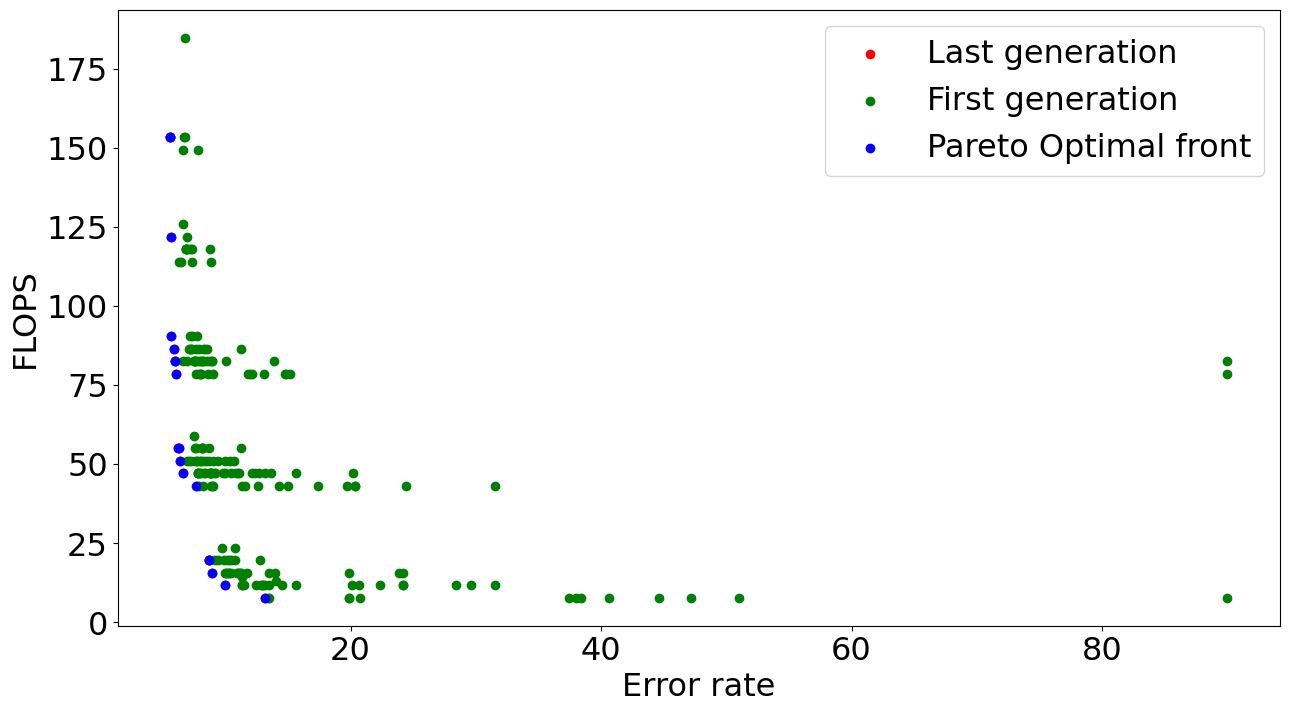 175
150
125
100
75
50
25
0
FLOPS
20
40
60
80
Error rate
Last generation
First generation
Pareto Optimal front